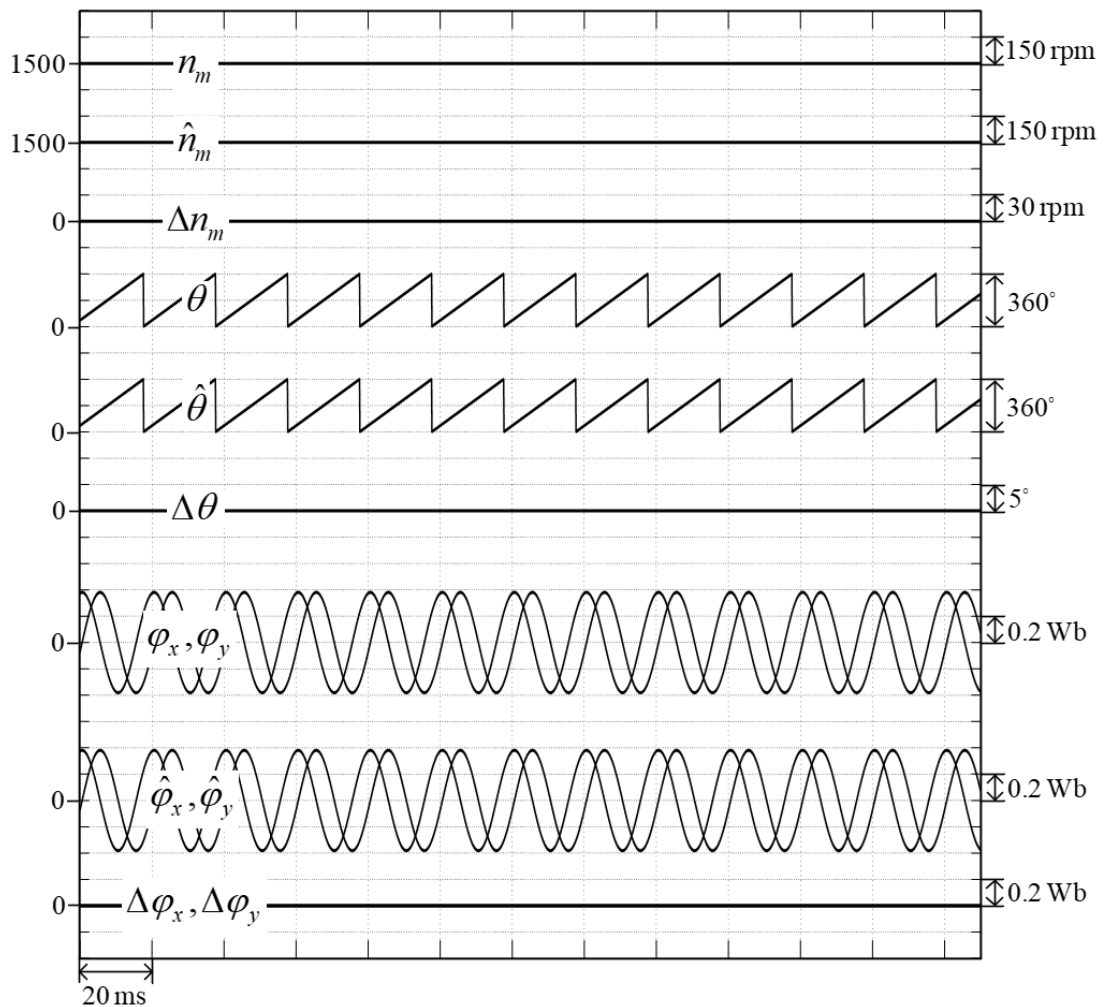 1500 n_m 150 rpm
1500 n̂_m 150 rpm
0 Δn_m 30 rpm
0 θ 360°
0 θ̂ 360°
0 Δθ 5°
0 φ_x, φ_y 0.2 Wb
0 φ̂_x, φ̂_y 0.2 Wb
0 Δφ_x, Δφ_y 0.2 Wb
20 ms